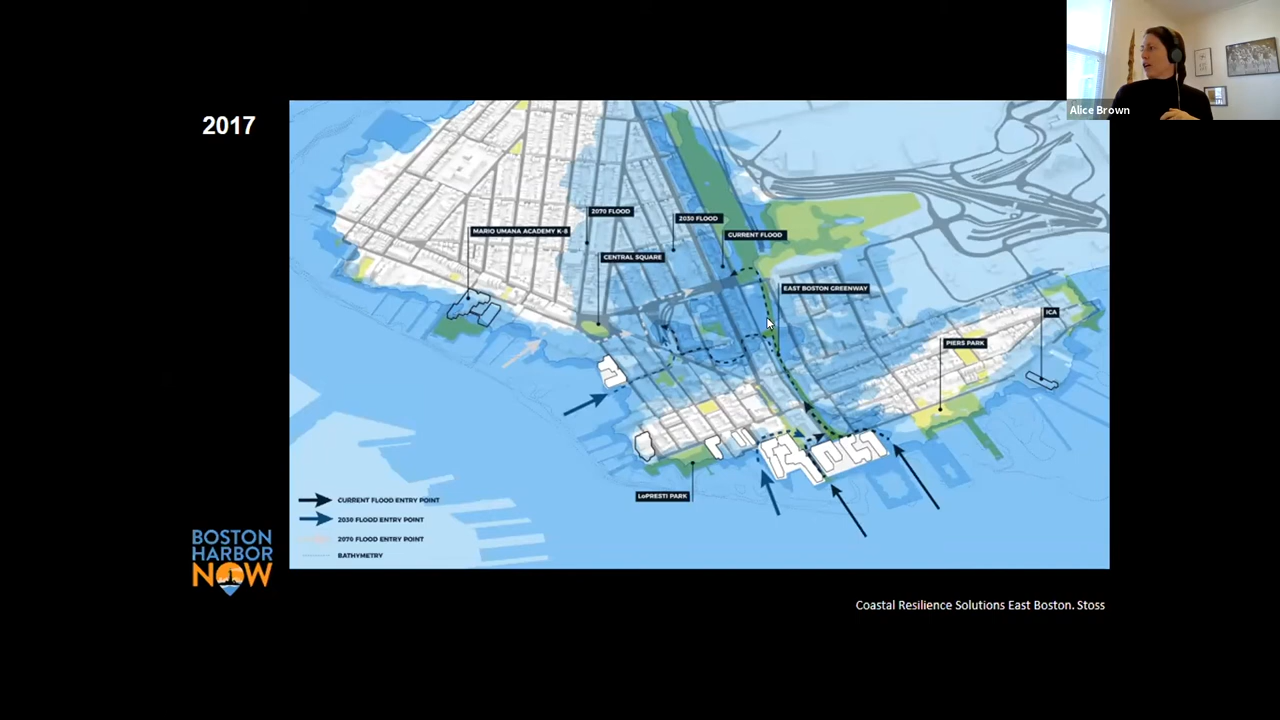 Alice Brown
2017
2070 FLOOD
2030 FLOOD
MARIO UMANA ACADEMY K-8
CURRENT FLOOD
CENTRAL SQUARE
EAST BOSTON GREENWAY
ICA
PIERS PARK
LoPRESTI PARK
CURRENT FLOOD ENTRY POINT
2030 FLOOD ENTRY POINT
2070 FLOOD ENTRY POINT
BATHYMETRY
BOSTON
HARBOR
NOW
Coastal Resilience Solutions East Boston. Stoss